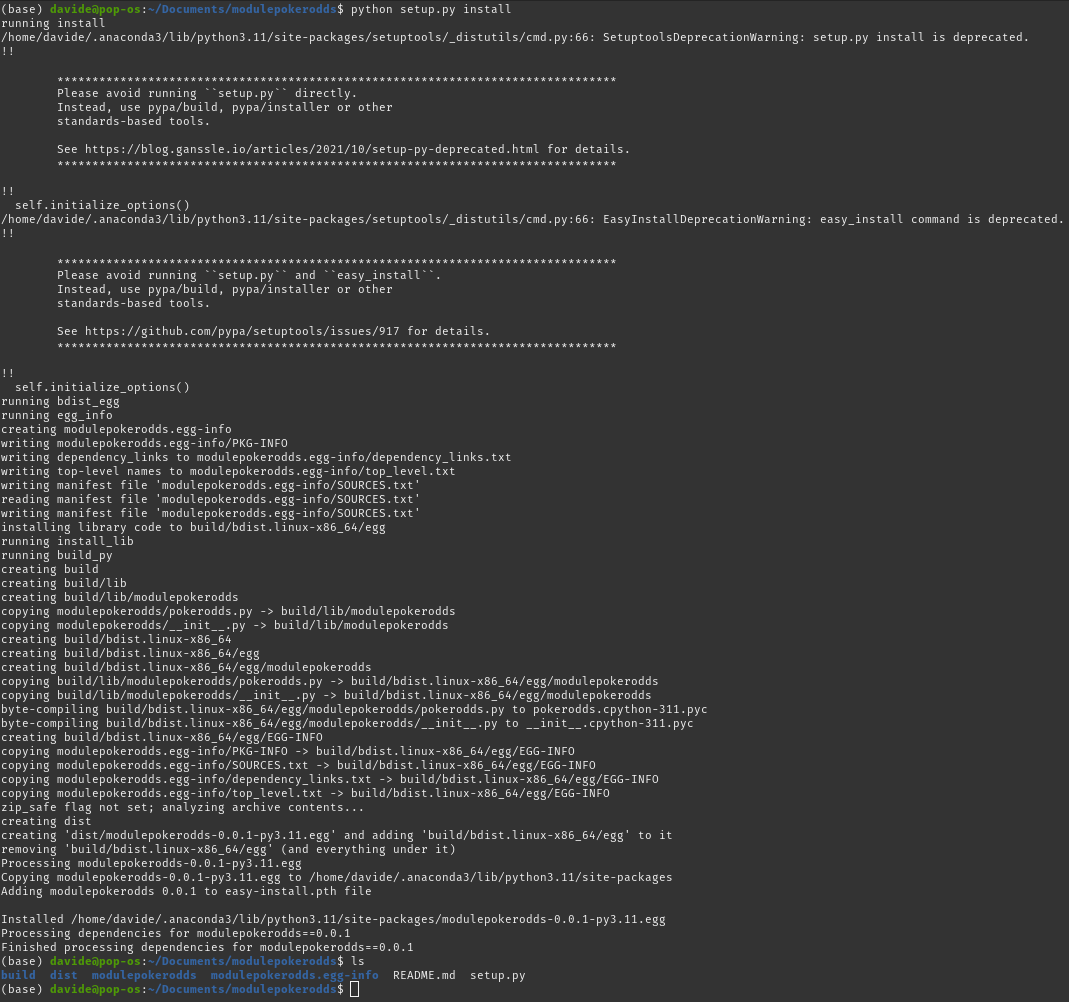 (base) davide@pop-os:~/Documents/modulepokerodds$ python setup.py install
running install
/home/davide/.anaconda3/lib/python3.11/site-packages/setuptools/_distutils/cmd.py:66: SetuptoolsDeprecationWarning: setup.py install is deprecated.
!!

        ********************************************************************************
        Please avoid running ``setup.py`` directly.
        Instead, use pypa/build, pypa/installer or other
        standards-based tools.

        See https://blog.ganssle.io/articles/2021/10/setup-py-deprecated.html for details.
        ********************************************************************************

!!
  self.initialize_options()
/home/davide/.anaconda3/lib/python3.11/site-packages/setuptools/_distutils/cmd.py:66: EasyInstallDeprecationWarning: easy_install command is deprecated.
!!

        ********************************************************************************
        Please avoid running ``setup.py`` and ``easy_install``.
        Instead, use pypa/build, pypa/installer or other
        standards-based tools.

        See https://github.com/pypa/setuptools/issues/917 for details.
        ********************************************************************************

!!
  self.initialize_options()
running bdist_egg
running egg_info
creating modulepokerodds.egg-info
writing modulepokerodds.egg-info/PKG-INFO
writing dependency_links to modulepokerodds.egg-info/dependency_links.txt
writing top-level names to modulepokerodds.egg-info/top_level.txt
writing manifest file 'modulepokerodds.egg-info/SOURCES.txt'
reading manifest file 'modulepokerodds.egg-info/SOURCES.txt'
writing manifest file 'modulepokerodds.egg-info/SOURCES.txt'
installing library code to build/bdist.linux-x86_64/egg
running install_lib
running build_py
creating build
creating build/lib
creating build/lib/modulepokerodds
copying modulepokerodds/pokerodds.py -> build/lib/modulepokerodds
copying modulepokerodds/__init__.py -> build/lib/modulepokerodds
creating build/bdist.linux-x86_64
creating build/bdist.linux-x86_64/egg
creating build/bdist.linux-x86_64/egg/modulepokerodds
copying build/lib/modulepokerodds/pokerodds.py -> build/bdist.linux-x86_64/egg/modulepokerodds
copying build/lib/modulepokerodds/__init__.py -> build/bdist.linux-x86_64/egg/modulepokerodds
byte-compiling build/bdist.linux-x86_64/egg/modulepokerodds/pokerodds.py to pokerodds.cpython-311.pyc
byte-compiling build/bdist.linux-x86_64/egg/modulepokerodds/__init__.py to __init__.cpython-311.pyc
creating build/bdist.linux-x86_64/egg/EGG-INFO
copying modulepokerodds.egg-info/PKG-INFO -> build/bdist.linux-x86_64/egg/EGG-INFO
copying modulepokerodds.egg-info/SOURCES.txt -> build/bdist.linux-x86_64/egg/EGG-INFO
copying modulepokerodds.egg-info/dependency_links.txt -> build/bdist.linux-x86_64/egg/EGG-INFO
copying modulepokerodds.egg-info/top_level.txt -> build/bdist.linux-x86_64/egg/EGG-INFO
zip_safe flag not set; analyzing archive contents...
creating dist
creating 'dist/modulepokerodds-0.0.1-py3.11.egg' and adding 'build/bdist.linux-x86_64/egg' to it
removing 'build/bdist.linux-x86_64/egg' (and everything under it)
Processing modulepokerodds-0.0.1-py3.11.egg
Copying modulepokerodds-0.0.1-py3.11.egg to /home/davide/.anaconda3/lib/python3.11/site-packages
Adding modulepokerodds 0.0.1 to easy-install.pth file

Installed /home/davide/.anaconda3/lib/python3.11/site-packages/modulepokerodds-0.0.1-py3.11.egg
Processing dependencies for modulepokerodds==0.0.1
Finished processing dependencies for modulepokerodds==0.0.1
(base) davide@pop-os:~/Documents/modulepokerodds$ ls
build  dist  modulepokerodds  modulepokerodds.egg-info  README.md  setup.py
(base) davide@pop-os:~/Documents/modulepokerodds$